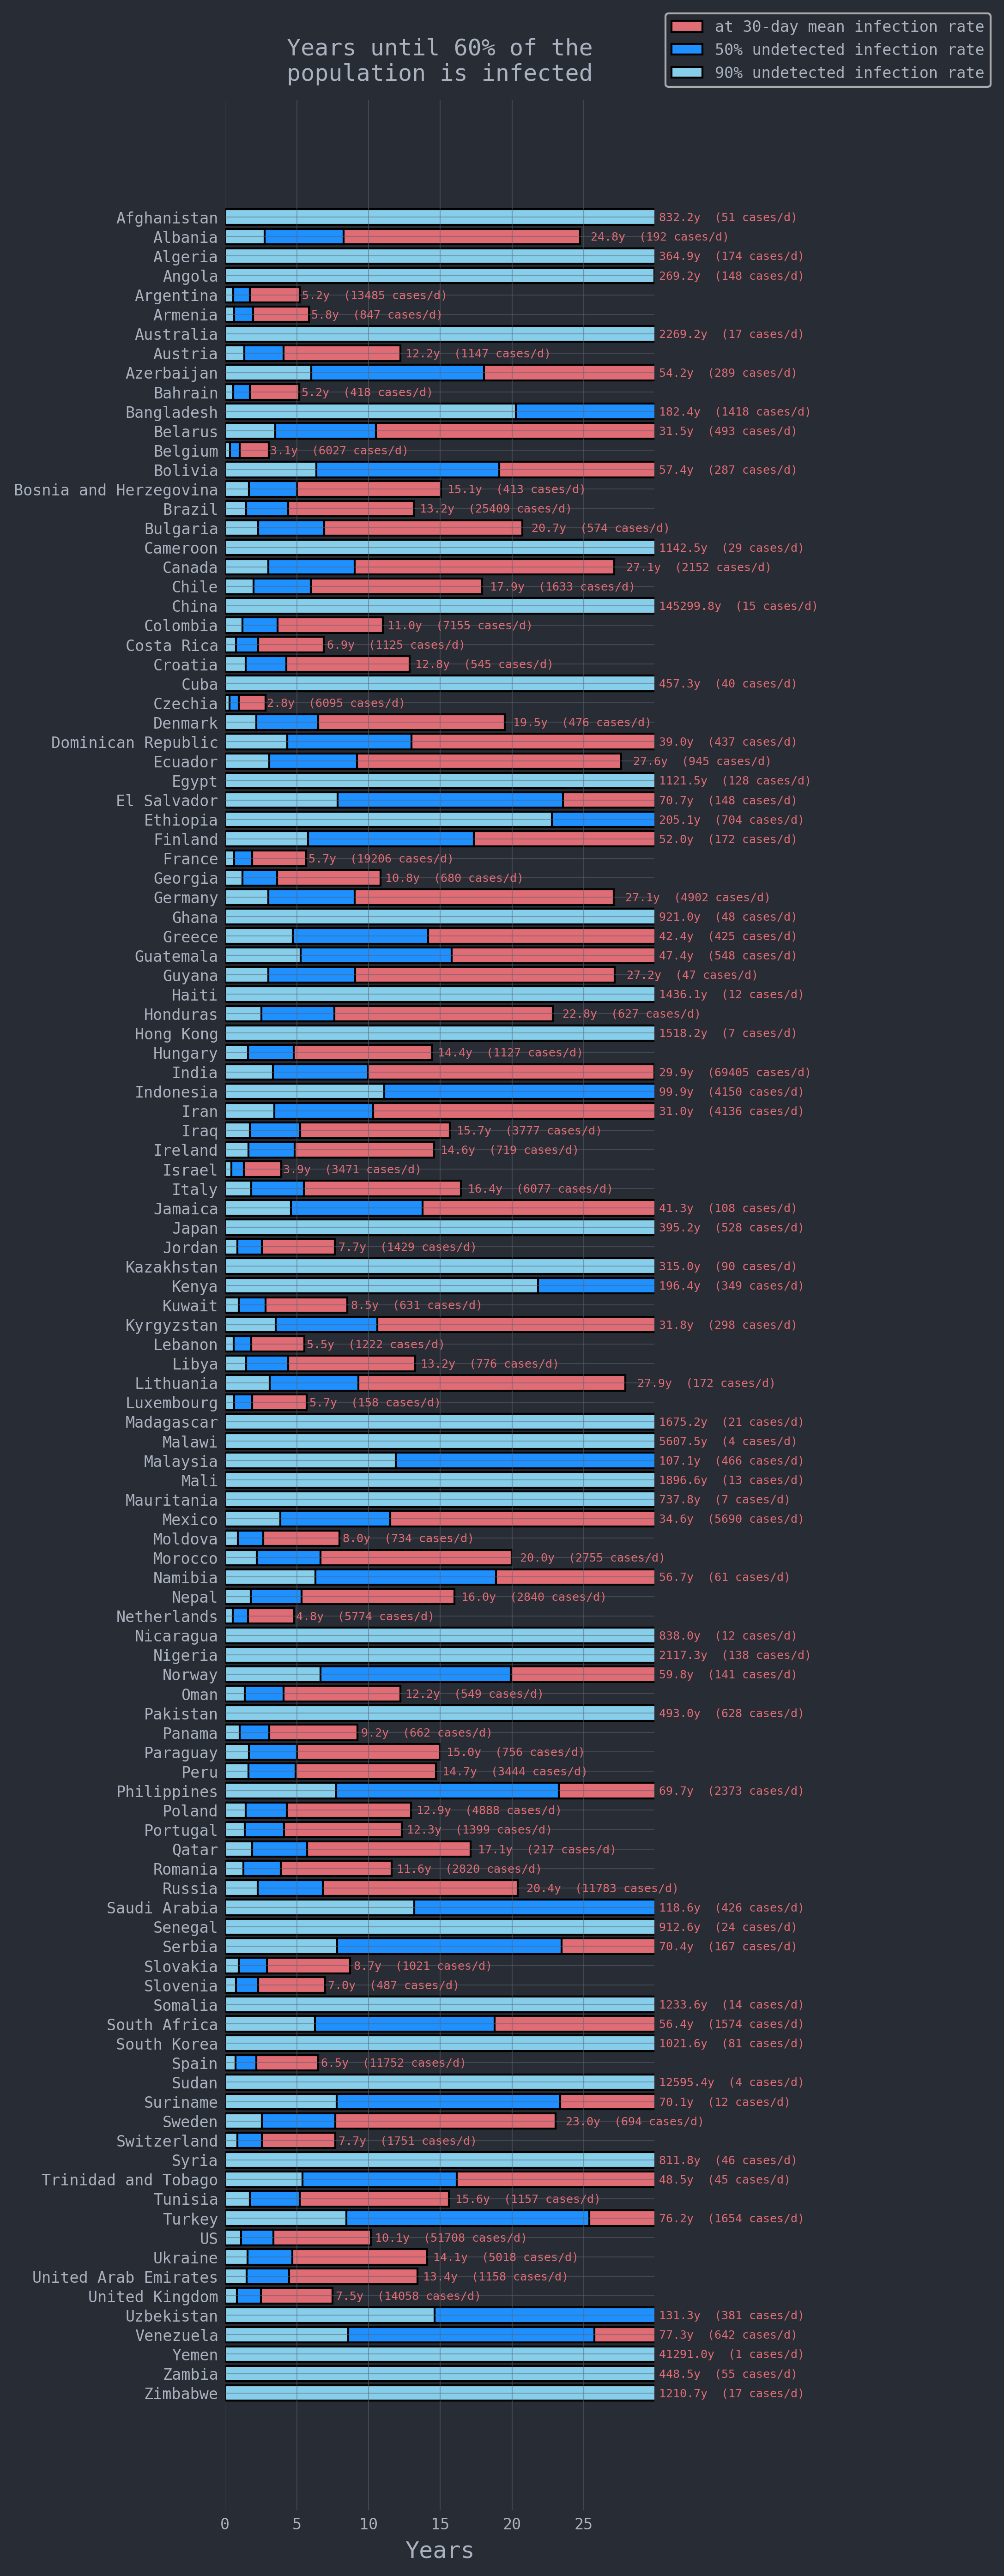 at 30-day mean infection rate
50% undetected infection rate
90% undetected infection rate
Years until 60% of the
population is infected
Afghanistan 832.2y (51 cases/d)
Albania 24.8y (192 cases/d)
Algeria 364.9y (174 cases/d)
Angola 269.2y (148 cases/d)
Argentina 5.2y (13485 cases/d)
Armenia 5.8y (847 cases/d)
Australia 2269.2y (17 cases/d)
Austria 12.2y (1147 cases/d)
Azerbaijan 54.2y (289 cases/d)
Bahrain 5.2y (418 cases/d)
Bangladesh 182.4y (1418 cases/d)
Belarus 31.5y (493 cases/d)
Belgium 3.1y (6027 cases/d)
Bolivia 57.4y (287 cases/d)
Bosnia and Herzegovina 15.1y (413 cases/d)
Brazil 13.2y (25409 cases/d)
Bulgaria 20.7y (574 cases/d)
Cameroon 1142.5y (29 cases/d)
Canada 27.1y (2152 cases/d)
Chile 17.9y (1633 cases/d)
China 145299.8y (15 cases/d)
Colombia 11.0y (7155 cases/d)
Costa Rica 6.9y (1125 cases/d)
Croatia 12.8y (545 cases/d)
Cuba 457.3y (40 cases/d)
Czechia 2.8y (6095 cases/d)
Denmark 19.5y (476 cases/d)
Dominican Republic 39.0y (437 cases/d)
Ecuador 27.6y (945 cases/d)
Egypt 1121.5y (128 cases/d)
El Salvador 70.7y (148 cases/d)
Ethiopia 205.1y (704 cases/d)
Finland 52.0y (172 cases/d)
France 5.7y (19206 cases/d)
Georgia 10.8y (680 cases/d)
Germany 27.1y (4902 cases/d)
Ghana 921.0y (48 cases/d)
Greece 42.4y (425 cases/d)
Guatemala 47.4y (548 cases/d)
Guyana 27.2y (47 cases/d)
Haiti 1436.1y (12 cases/d)
Honduras 22.8y (627 cases/d)
Hong Kong 1518.2y (7 cases/d)
Hungary 14.4y (1127 cases/d)
India 29.9y (69405 cases/d)
Indonesia 99.9y (4150 cases/d)
Iran 31.0y (4136 cases/d)
Iraq 15.7y (3777 cases/d)
Ireland 14.6y (719 cases/d)
Israel 3.9y (3471 cases/d)
Italy 16.4y (6077 cases/d)
Jamaica 41.3y (108 cases/d)
Japan 395.2y (528 cases/d)
Jordan 7.7y (1429 cases/d)
Kazakhstan 315.0y (90 cases/d)
Kenya 196.4y (349 cases/d)
Kuwait 8.5y (631 cases/d)
Kyrgyzstan 31.8y (298 cases/d)
Lebanon 5.5y (1222 cases/d)
Libya 13.2y (776 cases/d)
Lithuania 27.9y (172 cases/d)
Luxembourg 5.7y (158 cases/d)
Madagascar 1675.2y (21 cases/d)
Malawi 5607.5y (4 cases/d)
Malaysia 107.1y (466 cases/d)
Mali 1896.6y (13 cases/d)
Mauritania 737.8y (7 cases/d)
Mexico 34.6y (5690 cases/d)
Moldova 8.0y (734 cases/d)
Morocco 20.0y (2755 cases/d)
Namibia 56.7y (61 cases/d)
Nepal 16.0y (2840 cases/d)
Netherlands 4.8y (5774 cases/d)
Nicaragua 838.0y (12 cases/d)
Nigeria 2117.3y (138 cases/d)
Norway 59.8y (141 cases/d)
Oman 12.2y (549 cases/d)
Pakistan 493.0y (628 cases/d)
Panama 9.2y (662 cases/d)
Paraguay 15.0y (756 cases/d)
Peru 14.7y (3444 cases/d)
Philippines 69.7y (2373 cases/d)
Poland 12.9y (4888 cases/d)
Portugal 12.3y (1399 cases/d)
Qatar 17.1y (217 cases/d)
Romania 11.6y (2820 cases/d)
Russia 20.4y (11783 cases/d)
Saudi Arabia 118.6y (426 cases/d)
Senegal 912.6y (24 cases/d)
Serbia 70.4y (167 cases/d)
Slovakia 8.7y (1021 cases/d)
Slovenia 7.0y (487 cases/d)
Somalia 1233.6y (14 cases/d)
South Africa 56.4y (1574 cases/d)
South Korea 1021.6y (81 cases/d)
Spain 6.5y (11752 cases/d)
Sudan 12595.4y (4 cases/d)
Suriname 70.1y (12 cases/d)
Sweden 23.0y (694 cases/d)
Switzerland 7.7y (1751 cases/d)
Syria 811.8y (46 cases/d)
Trinidad and Tobago 48.5y (45 cases/d)
Tunisia 15.6y (1157 cases/d)
Turkey 76.2y (1654 cases/d)
US 10.1y (51708 cases/d)
Ukraine 14.1y (5018 cases/d)
United Arab Emirates 13.4y (1158 cases/d)
United Kingdom 7.5y (14058 cases/d)
Uzbekistan 131.3y (381 cases/d)
Venezuela 77.3y (642 cases/d)
Yemen 41291.0y (1 cases/d)
Zambia 448.5y (55 cases/d)
Zimbabwe 1210.7y (17 cases/d)
0 5 10 15 20 25
Years